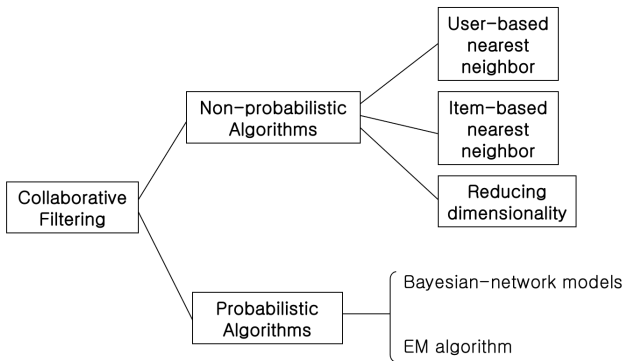 User-based
nearest
neighbor
Non-probabilistic
Algorithms
Item-based
nearest
neighbor
Collaborative
Filtering
Reducing
dimensionality
Probabilistic
Algorithms
Bayesian-network models
EM algorithm